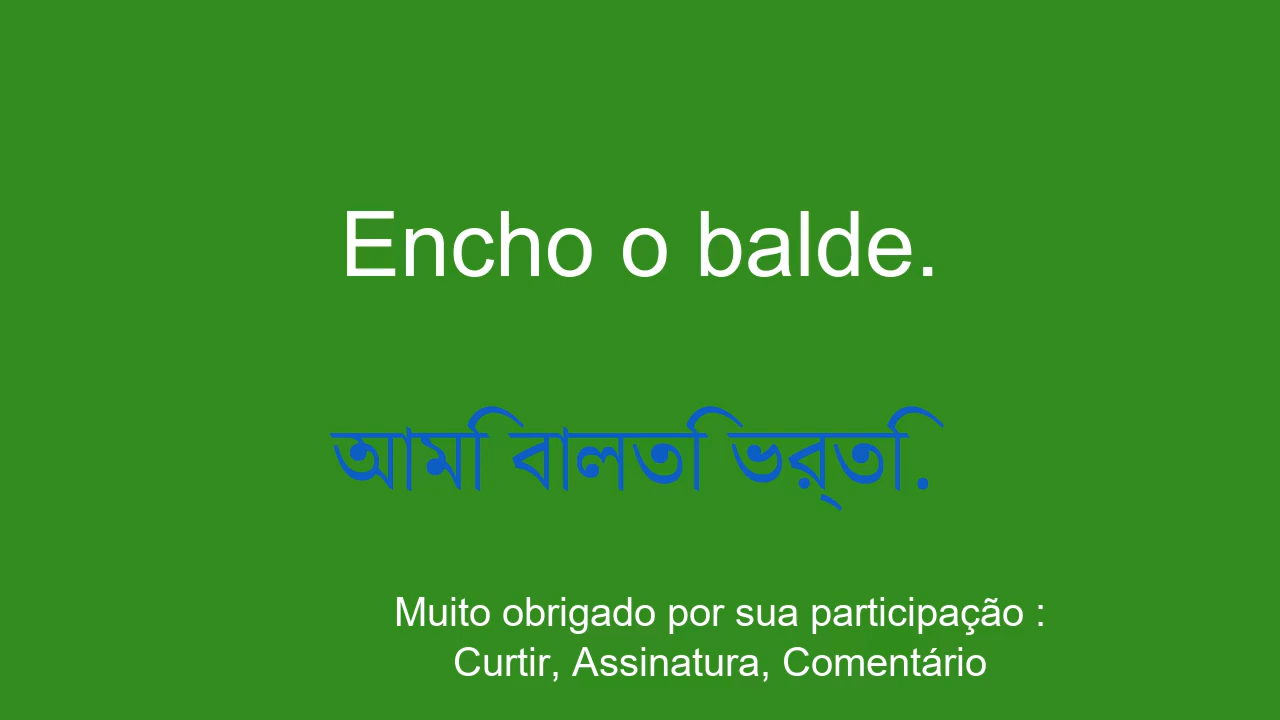 Encho o balde.
আমি বালতি ভর্তি.
Muito obrigado por sua participação :
Curtir, Assinatura, Comentário